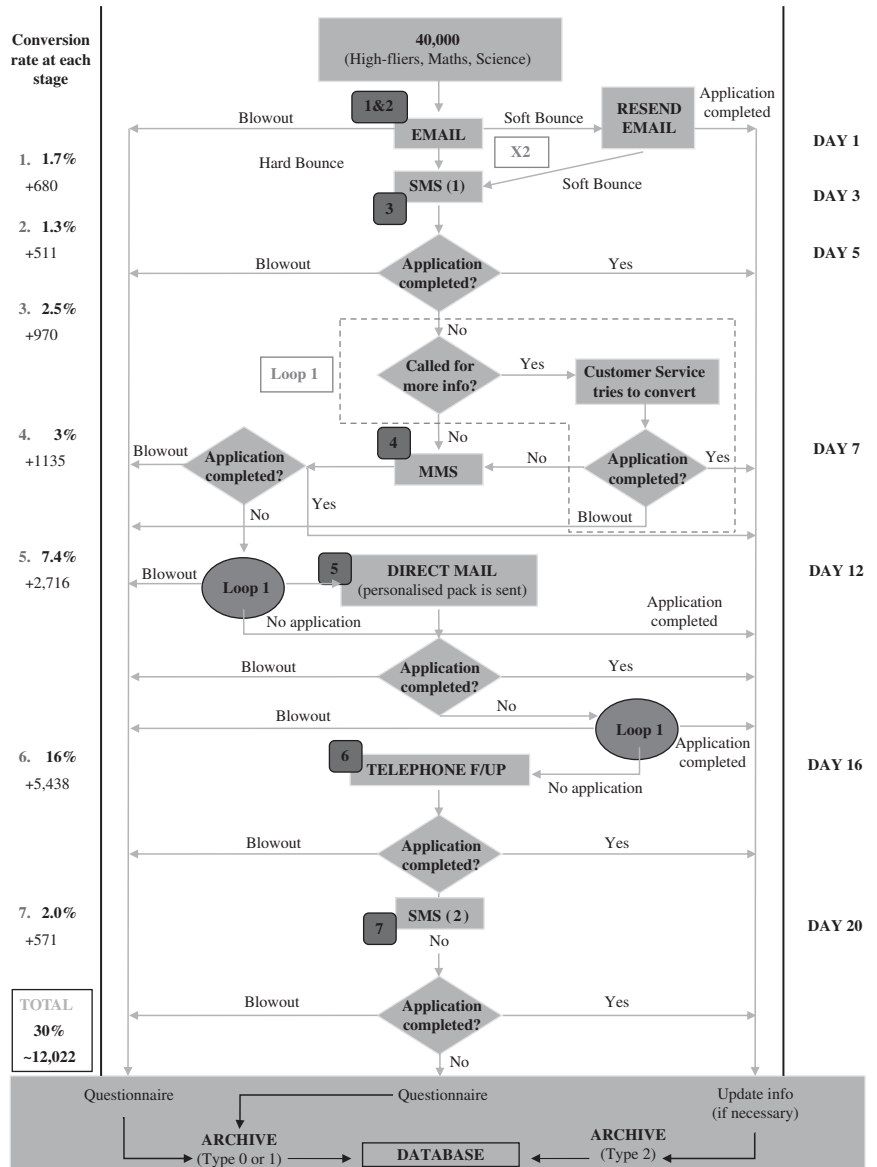 Conversion
rate at each
stage
40,000
(High-fliers, Maths, Science)
1&2
Blowout
EMAIL
Soft Bounce
RESEND
EMAIL
Application
completed
DAY 1
Hard Bounce
X2
1. 1.7%
+680
SMS (1)
Soft Bounce
DAY 3
3
2. 1.3%
+511
Blowout
Application
completed?
Yes
DAY 5
3. 2.5%
+970
No
Loop 1
Called for
more info?
Yes
Customer Service
tries to convert
No
4. 3%
+1135
Blowout
Application
completed?
4
MMS
No
Application
completed?
Yes
DAY 7
Yes
No
Blowout
5. 7.4%
+2,716
Blowout
Loop 1
5
DIRECT MAIL
(personalised pack is sent)
DAY 12
No application
Application
completed
Blowout
Application
completed?
Yes
No
Blowout
Loop 1
Application
completed
6. 16%
+5,438
6
TELEPHONE F/UP
No application
DAY 16
Blowout
Application
completed?
Yes
7. 2.0%
+571
7
SMS ( 2 )
No
DAY 20
TOTAL
30%
~12,022
Blowout
Application
completed?
Yes
No
Questionnaire
Questionnaire
Update info
(if necessary)
ARCHIVE
(Type 0 or 1)
DATABASE
ARCHIVE
(Type 2)